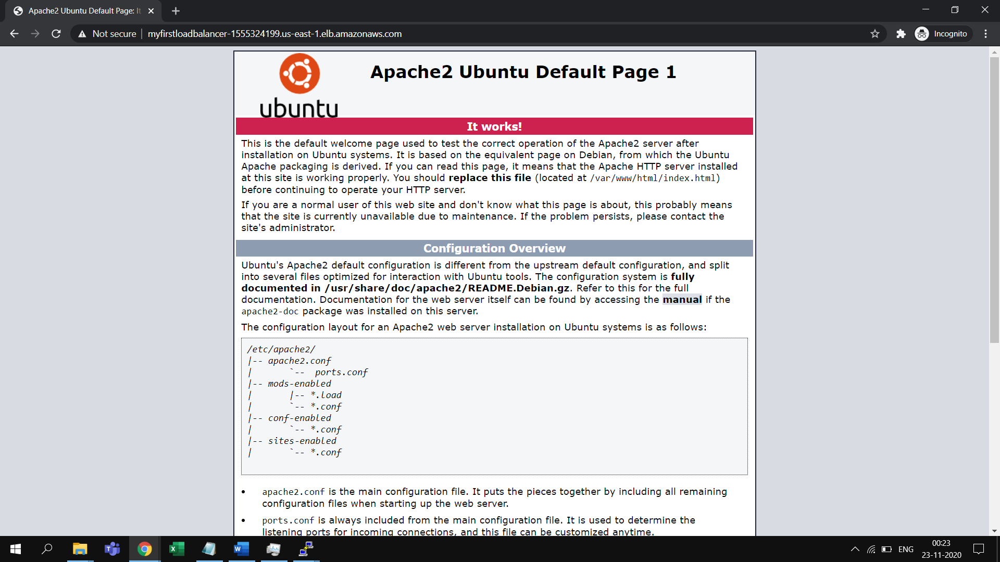 Apache2 Ubuntu Default Page: It
Not secure
myfirstloadbalancer-1555324199.us-east-1.elb.amazonaws.com
Incognito
ubuntu
Apache2 Ubuntu Default Page 1
It works!
This is the default welcome page used to test the correct operation of the Apache2 server after
installation on Ubuntu systems. It is based on the equivalent page on Debian, from which the Ubuntu
Apache packaging is derived. If you can read this page, it means that the Apache HTTP server installed
at this site is working properly. You should replace this file (located at /var/www/html/index.html)
before continuing to operate your HTTP server.
If you are a normal user of this web site and don't know what this page is about, this probably means
that the site is currently unavailable due to maintenance. If the problem persists, please contact the
site's administrator.
Configuration Overview
Ubuntu's Apache2 default configuration is different from the upstream default configuration, and split
into several files optimized for interaction with Ubuntu tools. The configuration system is fully
documented in /usr/share/doc/apache2/README.Debian.gz. Refer to this for the full
documentation. Documentation for the web server itself can be found by accessing the manual if the
apache2-doc package was installed on this server.
The configuration layout for an Apache2 web server installation on Ubuntu systems is as follows:
/etc/apache2/
|-- apache2.conf
|       `--  ports.conf
|-- mods-enabled
|       |-- *.load
|       `-- *.conf
|-- conf-enabled
|       `-- *.conf
|-- sites-enabled
|       `-- *.conf
• apache2.conf is the main configuration file. It puts the pieces together by including all remaining
configuration files when starting up the web server.
• ports.conf is always included from the main configuration file. It is used to determine the
listening ports for incoming connections, and this file can be customized anytime.
ENG
00:23
23-11-2020